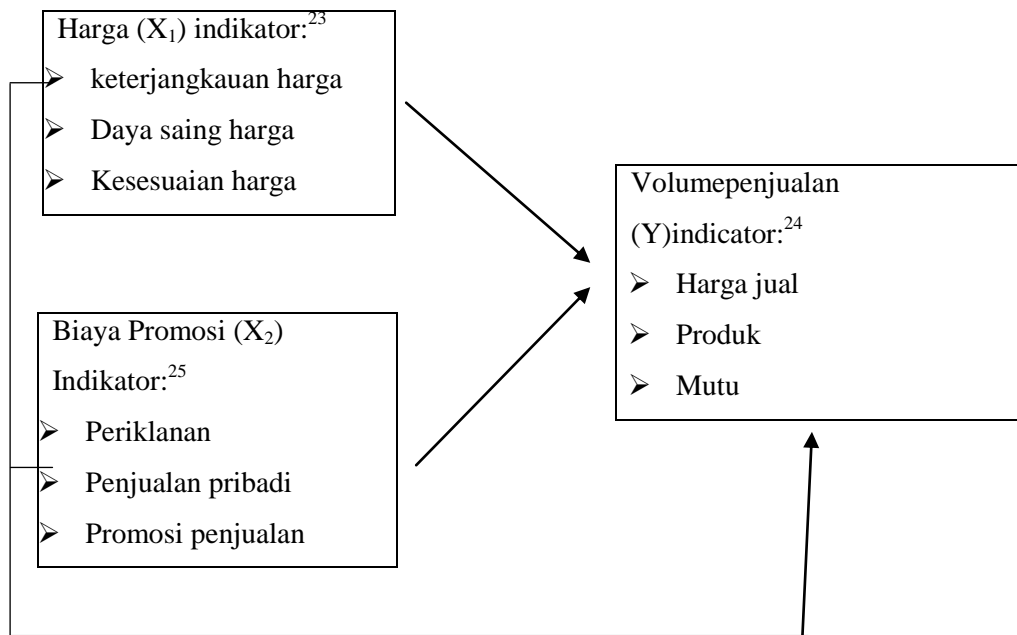 Harga (X₁) indikator:²³
➢ keterjangkauan harga
➢ Daya saing harga
➢ Kesesuaian harga
Biaya Promosi (X₂)
Indikator:²⁵
➢ Periklanan
➢ Penjualan pribadi
➢ Promosi penjualan
Volumepenjualan
(Y)indicator:²⁴
➢ Harga jual
➢ Produk
➢ Mutu